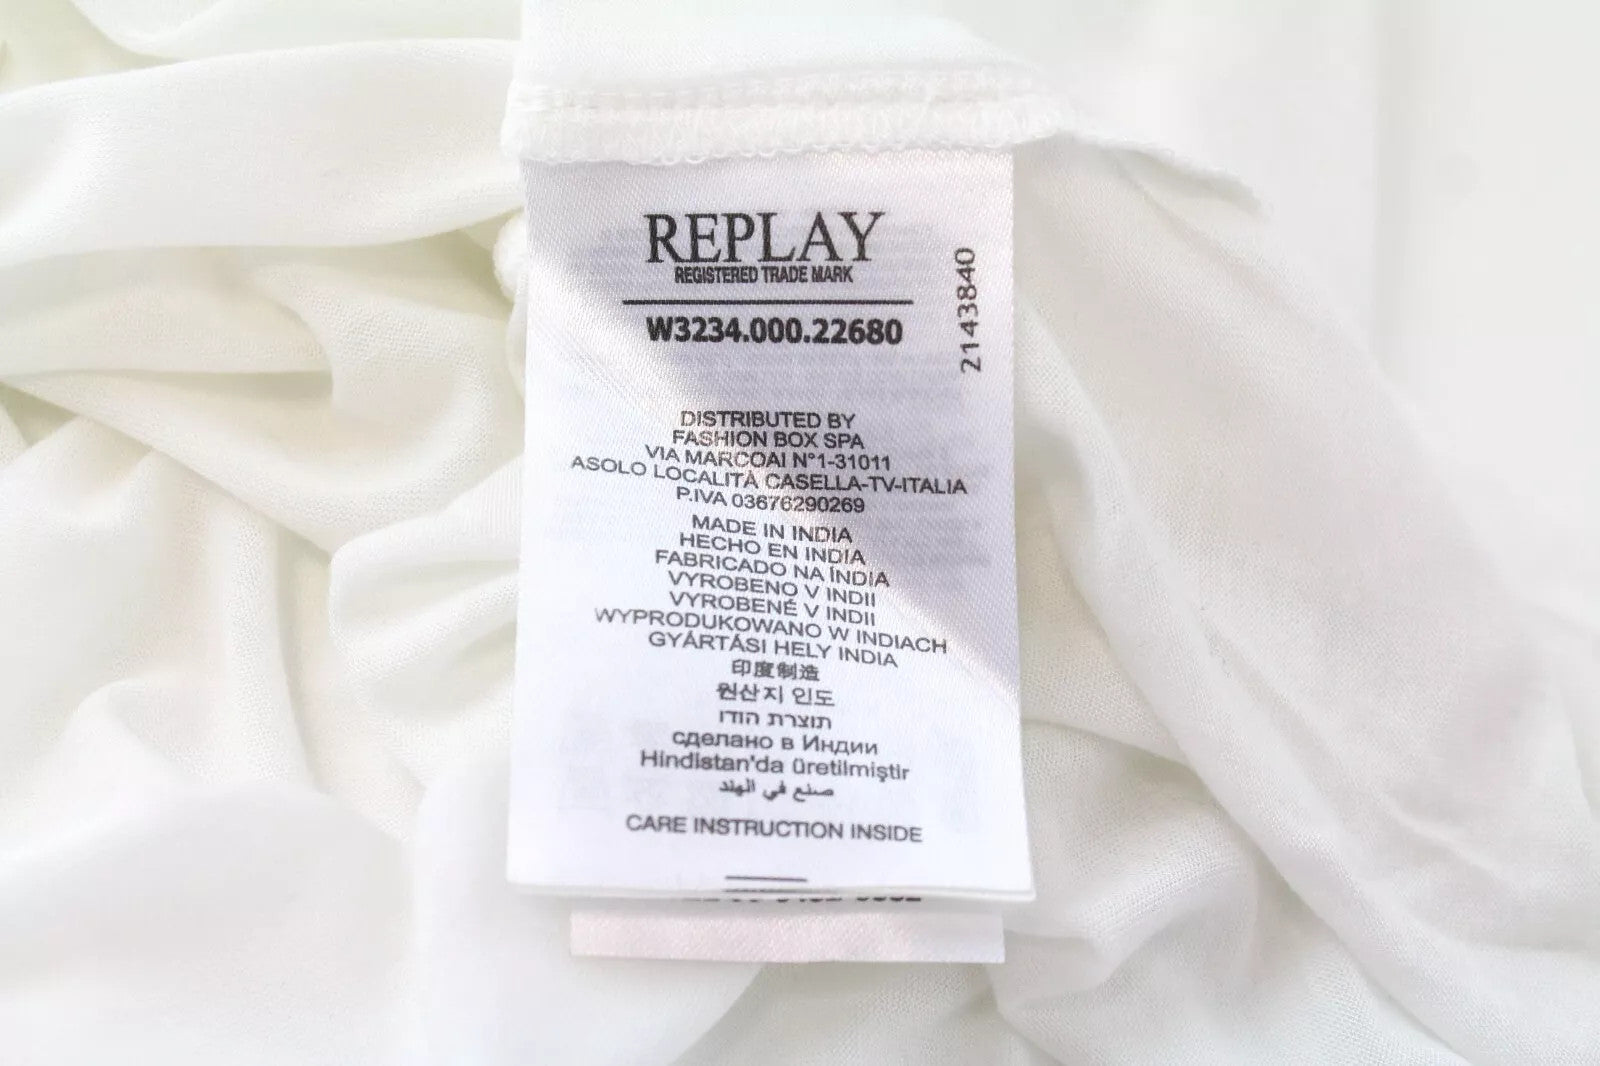 REPLAY
REGISTERED TRADE MARK
W3234.000.22680
2143840
DISTRIBUTED BY
FASHION BOX SPA
VIA MARCOAI N°1-31011
ASOLO LOCALITÀ CASELLA-TV-ITALIA
P.IVA 03676290269
MADE IN INDIA
HECHO EN INDIA
FABRICADO NA ÍNDIA
VYROBENO V INDII
VYROBENÉ V INDII
WYPRODUKOWANO W INDIACH
GYÁRTÁSI HELY INDIA
印度制造
원산지 인도
תוצרת הודו
сделано в Индии
Hindistan'da üretilmiştir
صنع في الهند
CARE INSTRUCTION INSIDE